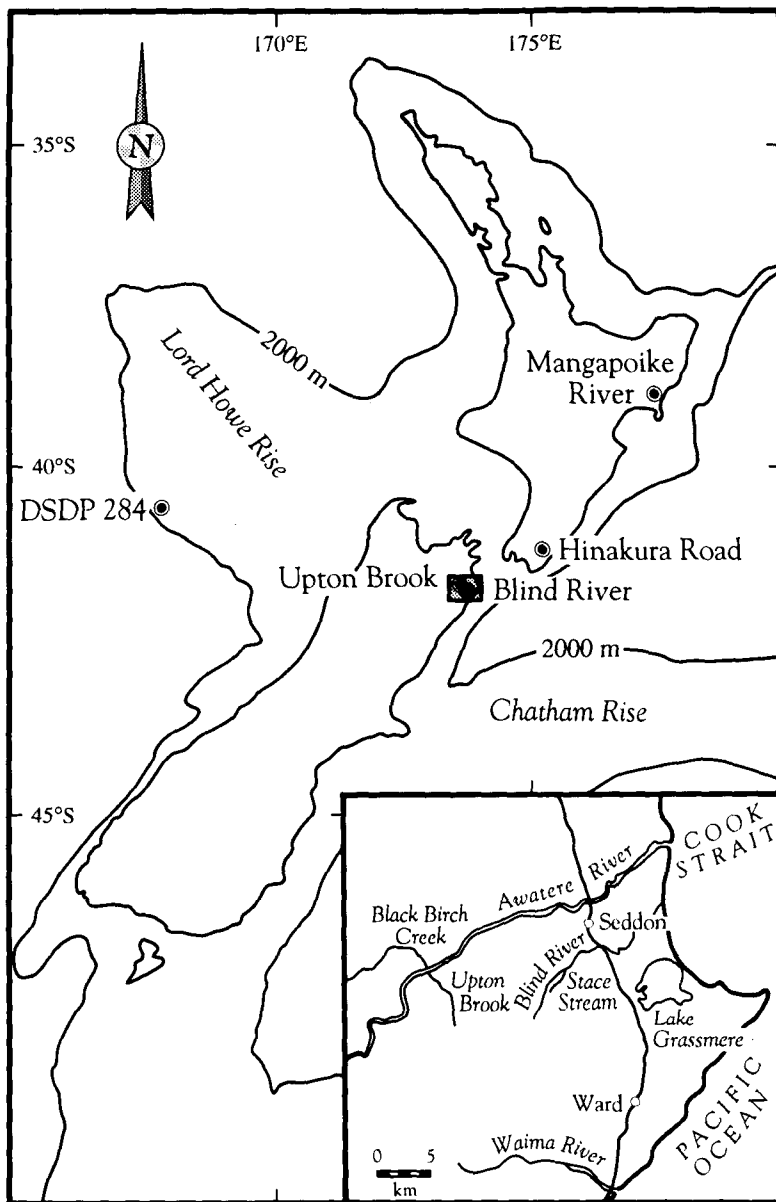 170°E 175°E
35°S
N
2000 m
Lord Howe Rise
Mangapoike
River
40°S
DSDP 284
Hinakura Road
Upton Brook Blind River
2000 m
Chatham Rise
45°S
COOK
STRAIT
Awatere River
Black Birch
Creek
Seddon
Blind River
Upton
Brook
Stace
Stream
Lake
Grassmere
Ward
PACIFIC
OCEAN
0 5
km
Waima River